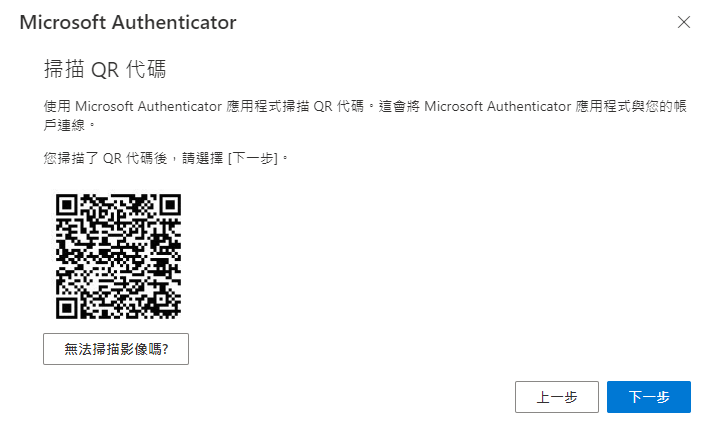 Microsoft Authenticator
掃描 QR 代碼
使用 Microsoft Authenticator 應用程式掃描 QR 代碼。這會將 Microsoft Authenticator 應用程式與您的帳
戶連線。
您掃描了 QR 代碼後，請選擇 [下一步]。
無法掃描影像嗎?
上一步
下一步